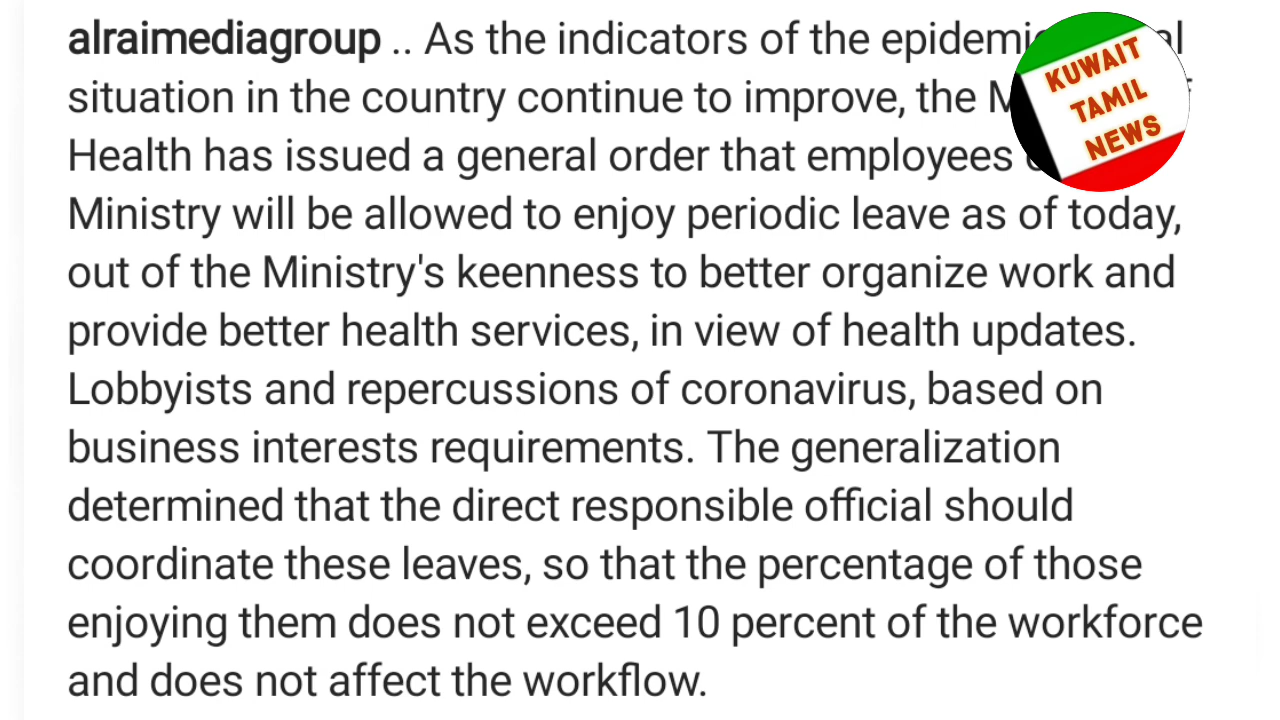 alraimediagroup .. As the indicators of the
situation in the country continue to improve, the
Health has issued a general order that employees
Ministry will be allowed to enjoy periodic leave as of today,
out of the Ministry's keenness to better organize work and
provide better health services, in view of health updates.
Lobbyists and repercussions of coronavirus, based on
business interests requirements. The generalization
determined that the direct responsible official should
coordinate these leaves, so that the percentage of those
enjoying them does not exceed 10 percent of the workforce
and does not affect the workflow.
KUWAIT
TAMIL
NEWS